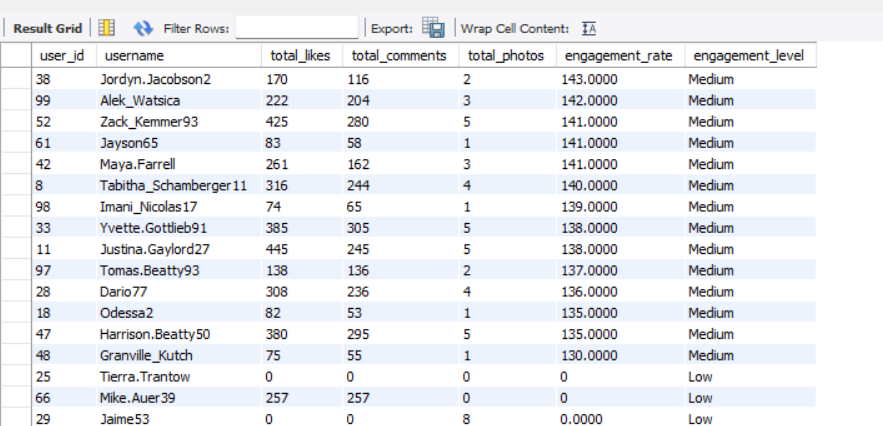 Result Grid Filter Rows: Export: Wrap Cell Content: IA
user_id username total_likes total_comments total_photos engagement_rate engagement_level
38 Jordyn.Jacobson2 170 116 2 143.0000 Medium
99 Alek_Watsica 222 204 3 142.0000 Medium
52 Zack_Kemmer93 425 280 5 141.0000 Medium
61 Jayson65 83 58 1 141.0000 Medium
42 Maya.Farrell 261 162 3 141.0000 Medium
8 Tabitha_Schamberger11 316 244 4 140.0000 Medium
98 Imani_Nicolas17 74 65 1 139.0000 Medium
33 Yvette.Gottlieb91 385 305 5 138.0000 Medium
11 Justina.Gaylord27 445 245 5 138.0000 Medium
97 Tomas.Beatty93 138 136 2 137.0000 Medium
28 Dario77 308 236 4 136.0000 Medium
18 Odessa2 82 53 1 135.0000 Medium
47 Harrison.Beatty50 380 295 5 135.0000 Medium
48 Granville_Kutch 75 55 1 130.0000 Medium
25 Tierra.Trantow 0 0 0 0 Low
66 Mike.Auer39 257 257 0 0 Low
29 Jaime53 0 0 8 0.0000 Low